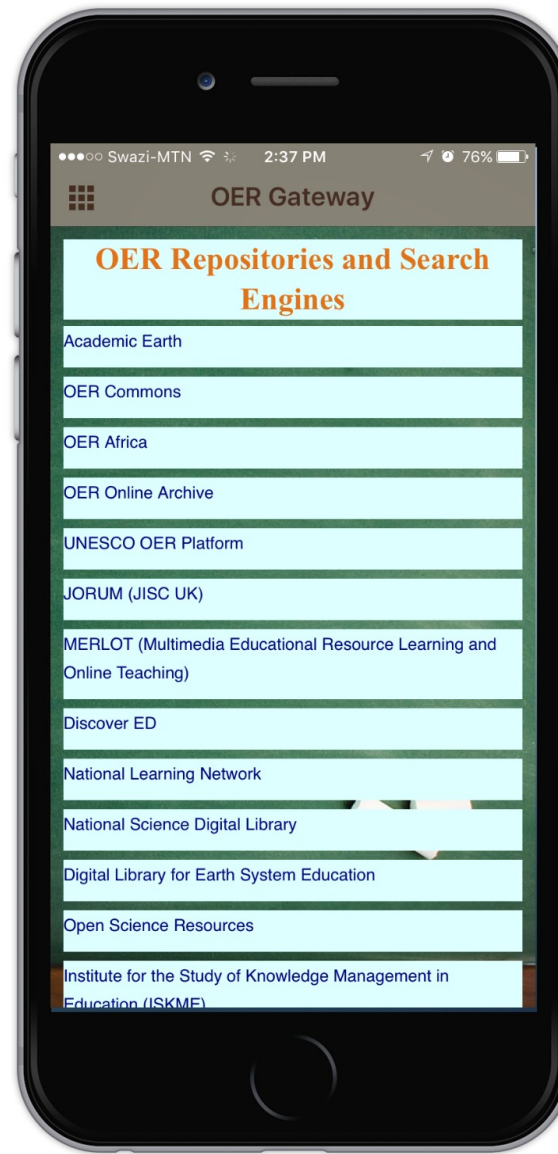 Swazi-MTN 2:37 PM 76%
OER Gateway
OER Repositories and Search
Engines
Academic Earth
OER Commons
OER Africa
OER Online Archive
UNESCO OER Platform
JORUM (JISC UK)
MERLOT (Multimedia Educational Resource Learning and
Online Teaching)
Discover ED
National Learning Network
National Science Digital Library
Digital Library for Earth System Education
Open Science Resources
Institute for the Study of Knowledge Management in
Education (ISKME)